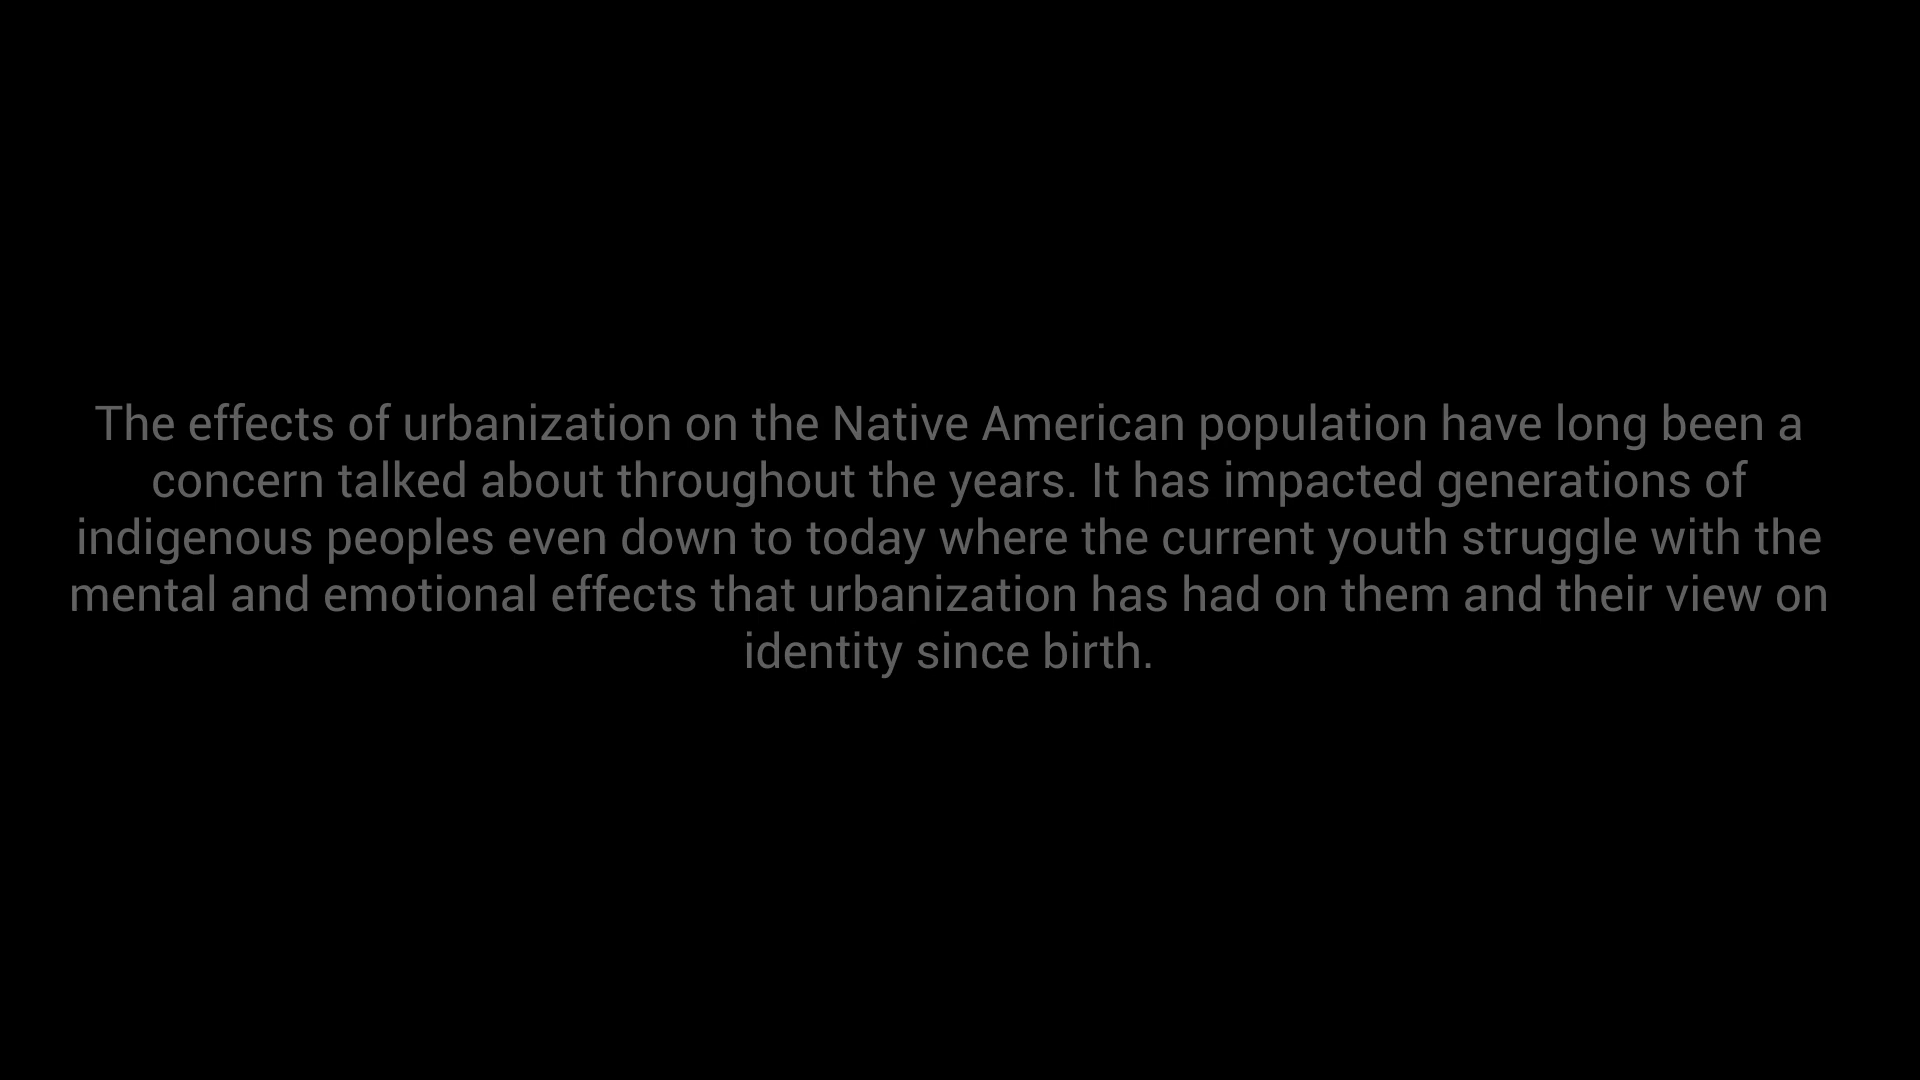 The effects of urbanization on the Native American population have long been a
concern talked about throughout the years. It has impacted generations of
indigenous peoples even down to today where the current youth struggle with the
mental and emotional effects that urbanization has had on them and their view on
identity since birth.